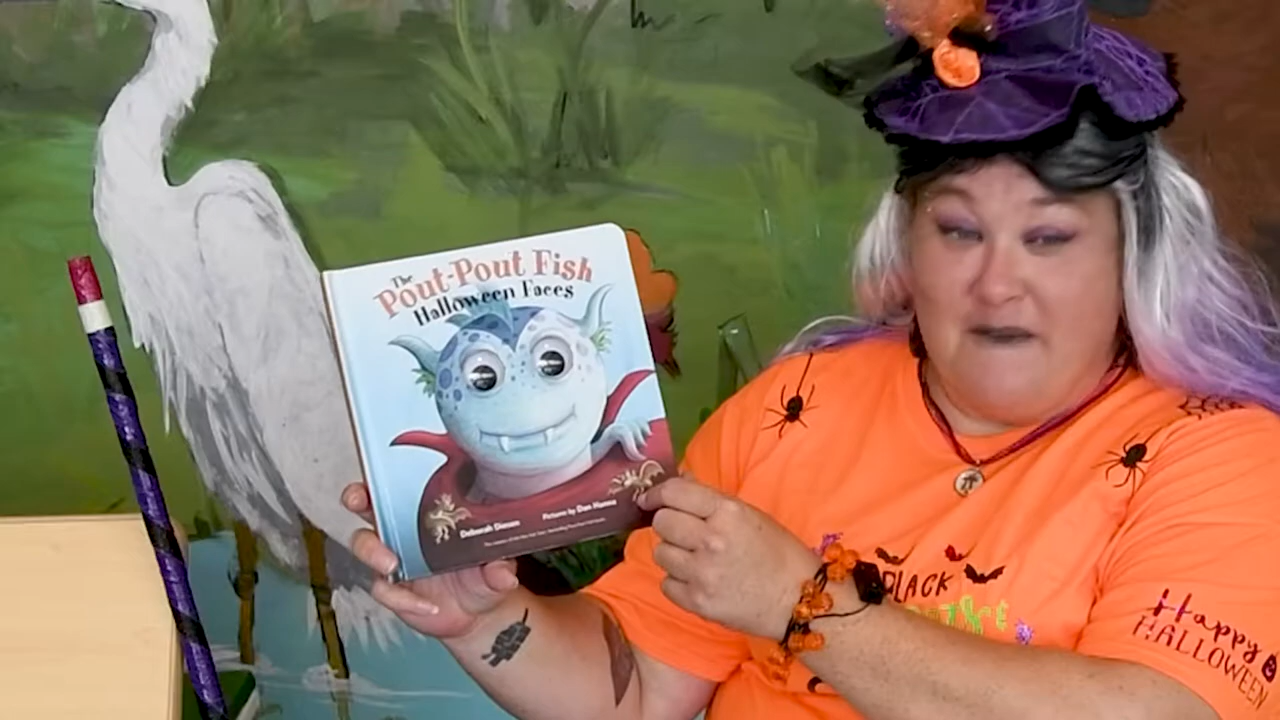 The
Pout-Pout Fish
Halloween Faces
Deborah Diesen
Pictures by Dan Hanna
BLACK
Happy
HALLOWEEN